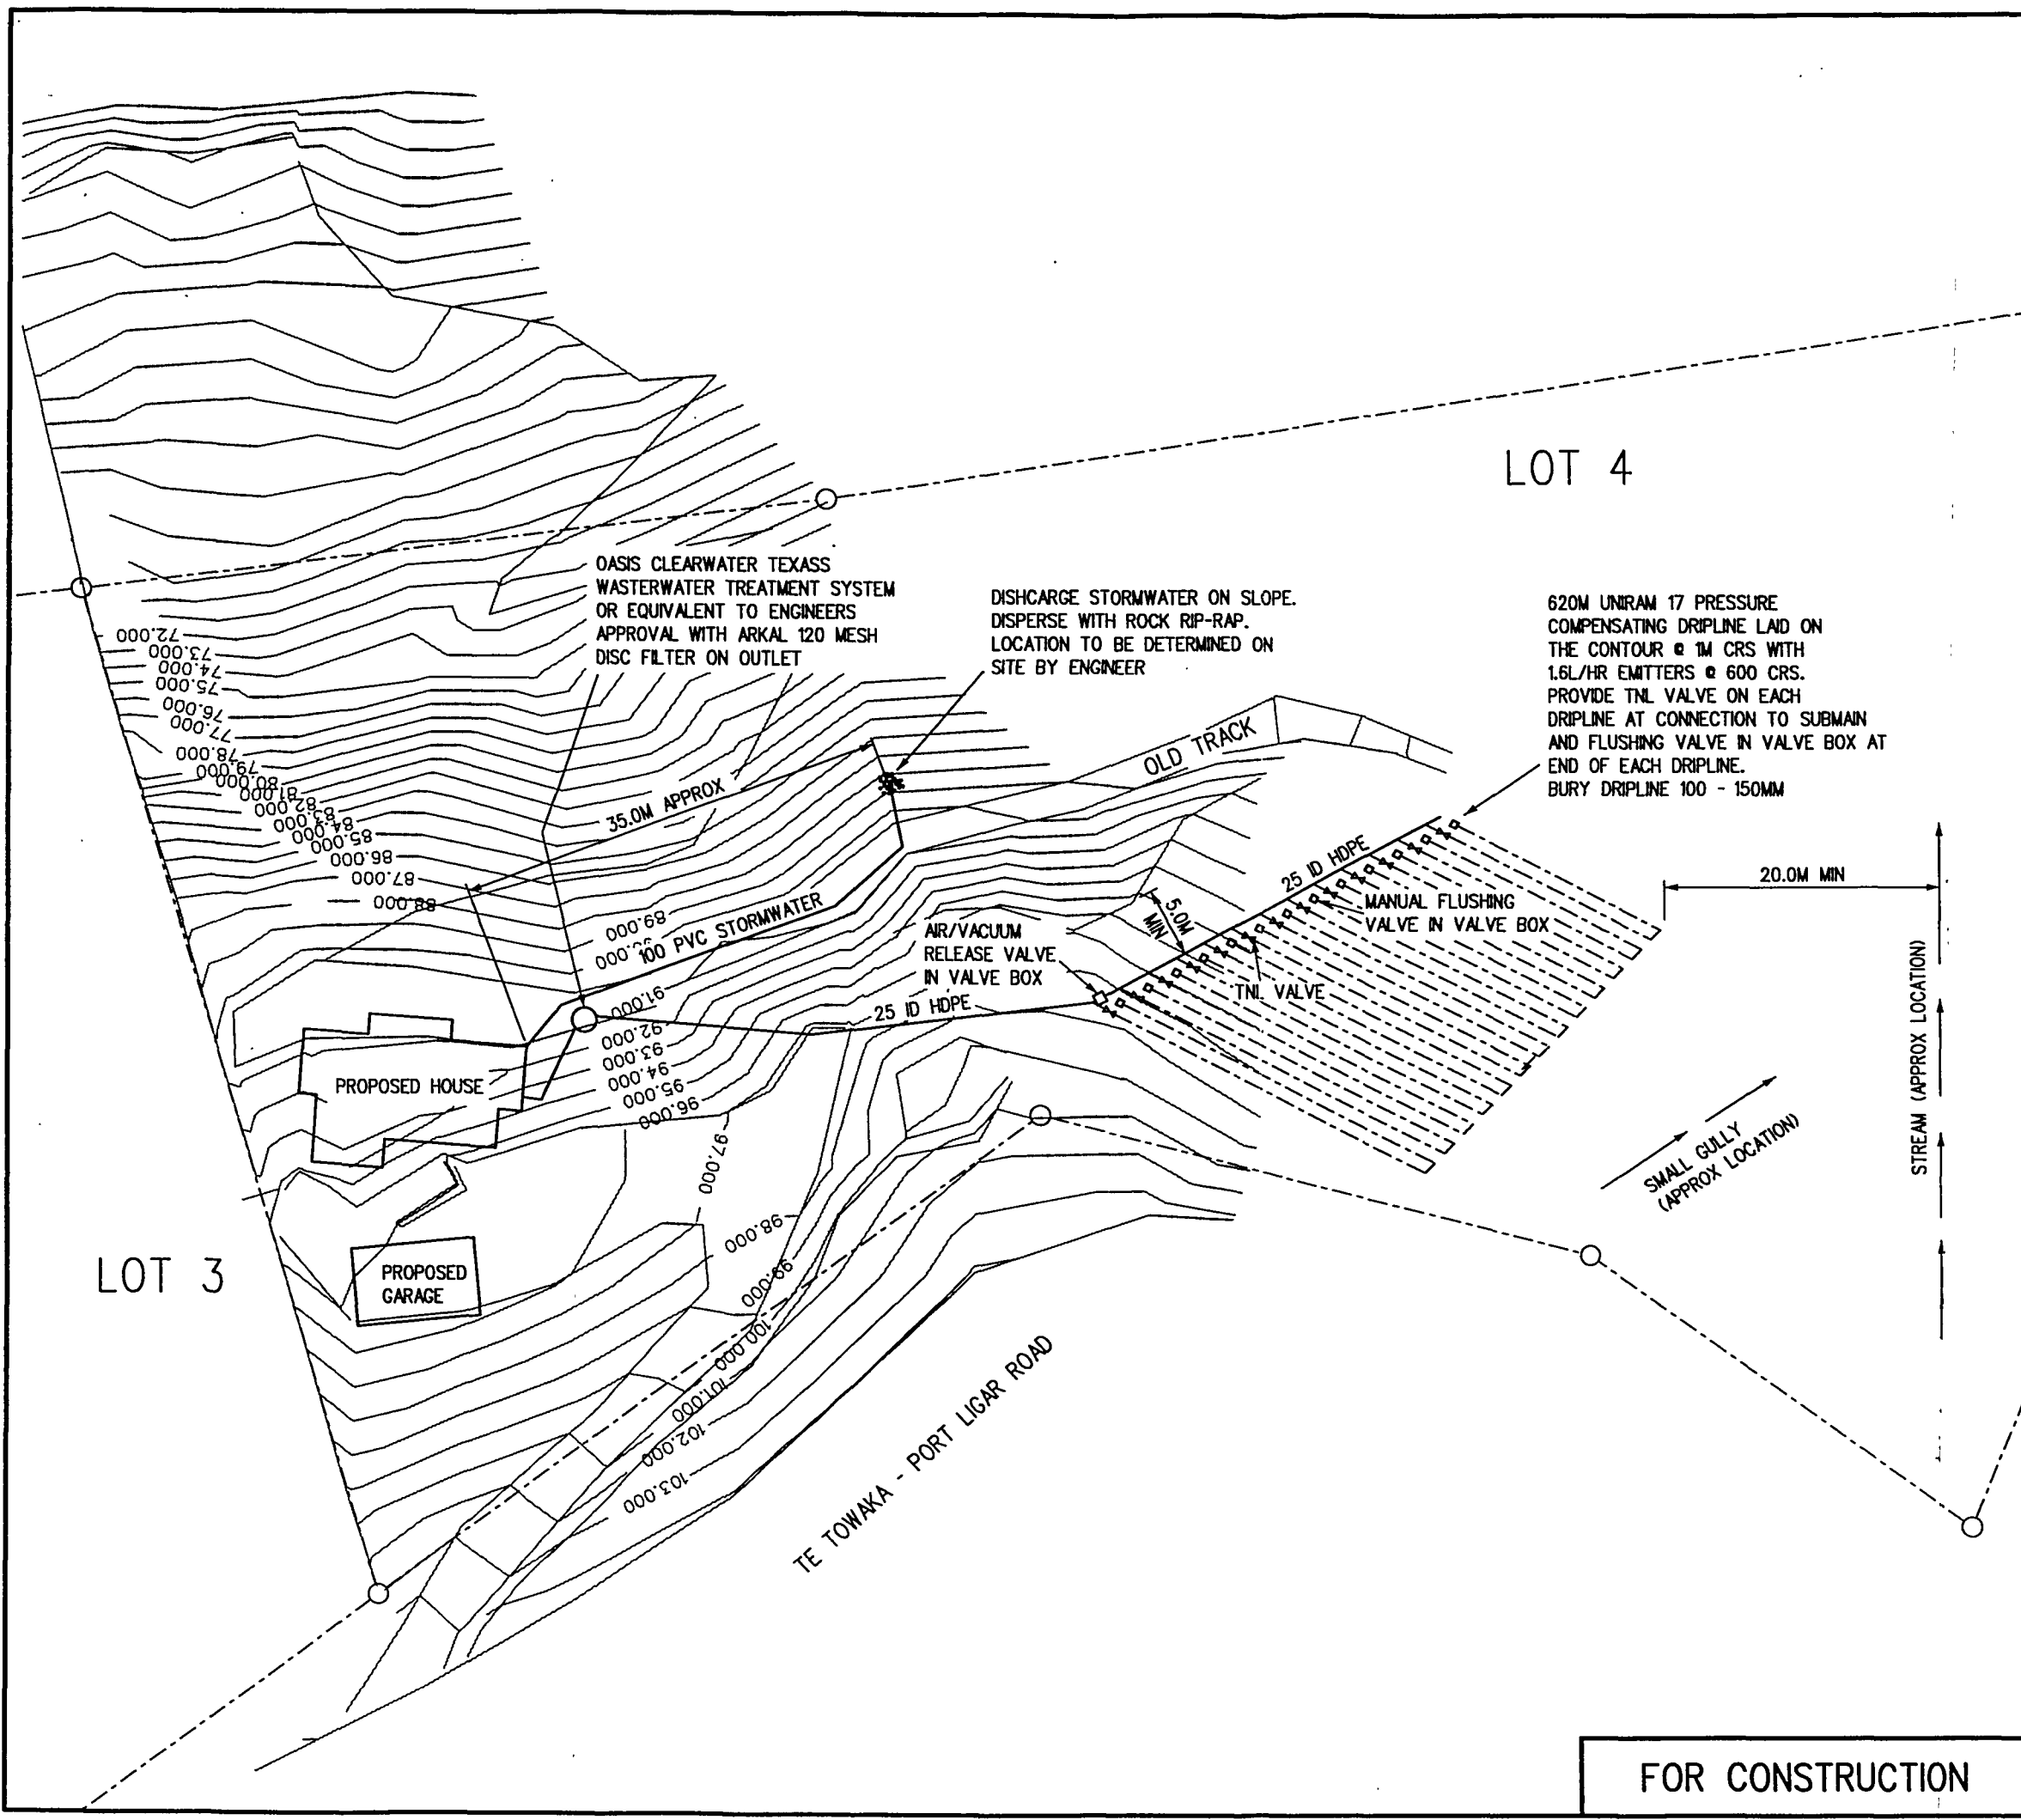 LOT 4
OASIS CLEARWATER TEXASS
WASTERWATER TREATMENT SYSTEM
OR EQUIVALENT TO ENGINEERS
APPROVAL WITH ARKAL 120 MESH
DISC FILTER ON OUTLET
DISHCARGE STORMWATER ON SLOPE.
DISPERSE WITH ROCK RIP-RAP.
LOCATION TO BE DETERMINED ON
SITE BY ENGINEER
620M UNIRAM 17 PRESSURE
COMPENSATING DRIPLINE LAID ON
THE CONTOUR @ 1M CRS WITH
1.6L/HR EMITTERS @ 600 CRS.
PROVIDE TNL VALVE ON EACH
DRIPLINE AT CONNECTION TO SUBMAIN
AND FLUSHING VALVE IN VALVE BOX AT
END OF EACH DRIPLINE.
BURY DRIPLINE 100 - 150MM
72.000
73.000
74.000
75.000
76.000
77.000
78.000
79.000
80.000
81.000
82.000
83.000
84.000
85.000
86.000
87.000
88.000
89.000
100 PVC STORMWATER
91.000
92.000
93.000
94.000
95.000
96.000
97.000
98.000
99.000
100.000
101.000
102.000
103.000
35.0M APPROX
OLD TRACK
25 ID HDPE
MANUAL FLUSHING
VALVE IN VALVE BOX
20.0M MIN
5.0M
MIN
AIR/VACUUM
RELEASE VALVE
IN VALVE BOX
TNL VALVE
25 ID HDPE
STREAM (APPROX LOCATION)
PROPOSED HOUSE
SMALL GULLY
(APPROX LOCATION)
LOT 3
PROPOSED
GARAGE
TE TOWAKA - PORT LIGAR ROAD
FOR CONSTRUCTION